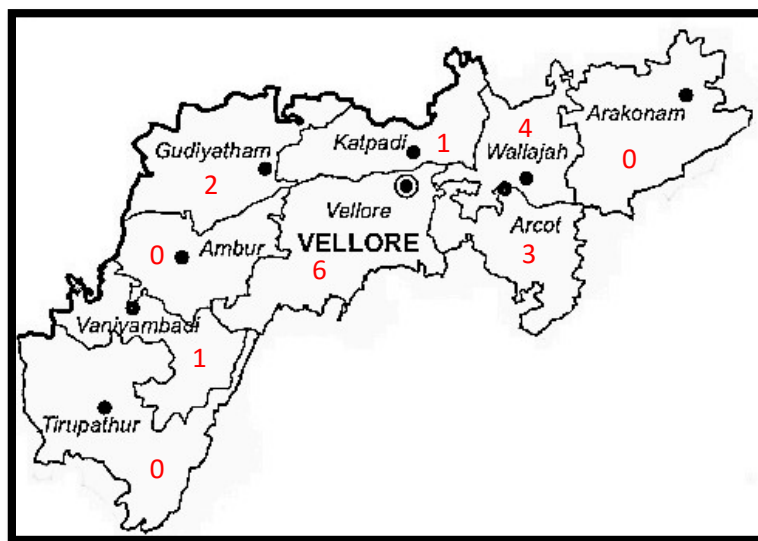 Arakonam
0
4
Wallajah
Katpadi
1
Gudiyatham
2
Vellore
VELLORE
6
Arcot
3
Ambur
0
Vaniyambadi
1
Tirupathur
0